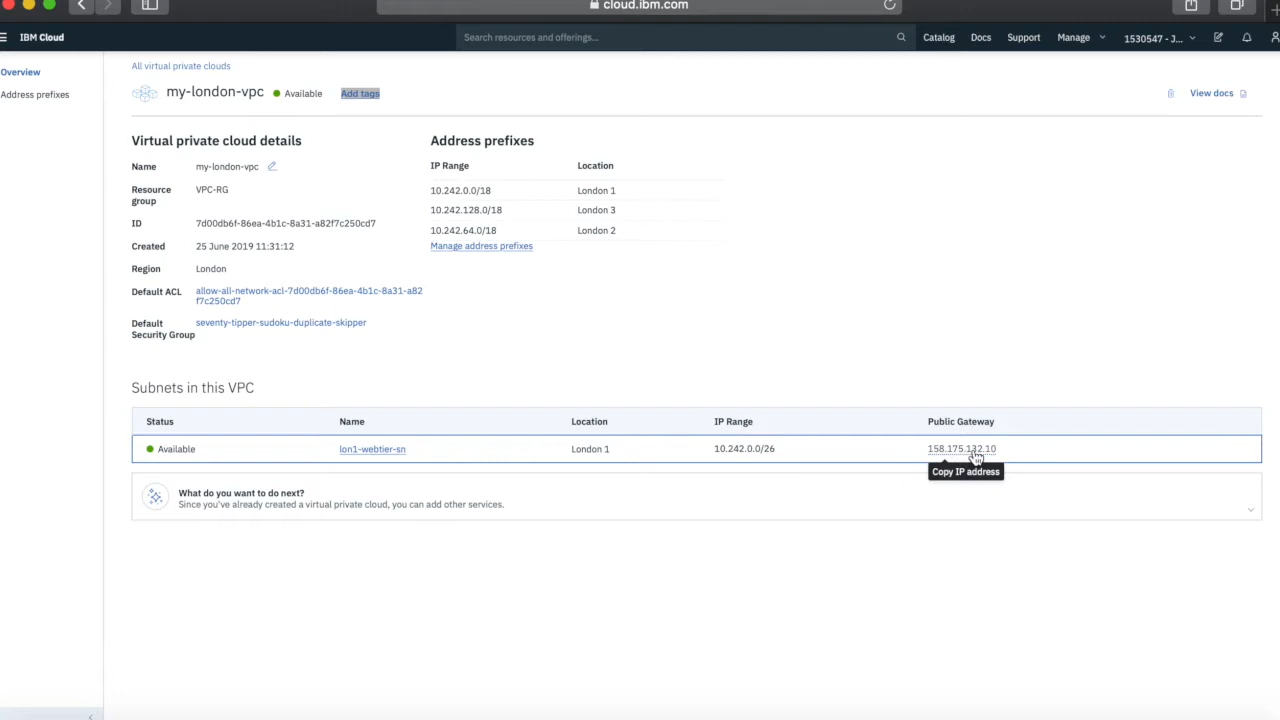 cloud.ibm.com
IBM Cloud
Search resources and offerings...
Catalog
Docs
Support
Manage
1530547 - J...
Overview
Address prefixes
All virtual private clouds
my-london-vpc
Available
Add tags
View docs
Virtual private cloud details
Name
my-london-vpc
Resource group
VPC-RG
ID
7d00db6f-86ea-4b1c-8a31-a82f7c250cd7
Created
25 June 2019 11:31:12
Region
London
Default ACL
allow-all-network-acl-7d00db6f-86ea-4b1c-8a31-a82
f7c250cd7
Default
Security Group
seventy-tipper-sudoku-duplicate-skipper
Address prefixes
IP Range
Location
10.242.0.0/18
London 1
10.242.128.0/18
London 3
10.242.64.0/18
London 2
Manage address prefixes
Subnets in this VPC
Status
Name
Location
IP Range
Public Gateway
Available
lon1-webtier-sn
London 1
10.242.0.0/26
158.175.132.10
Copy IP address
What do you want to do next?
Since you've already created a virtual private cloud, you can add other services.